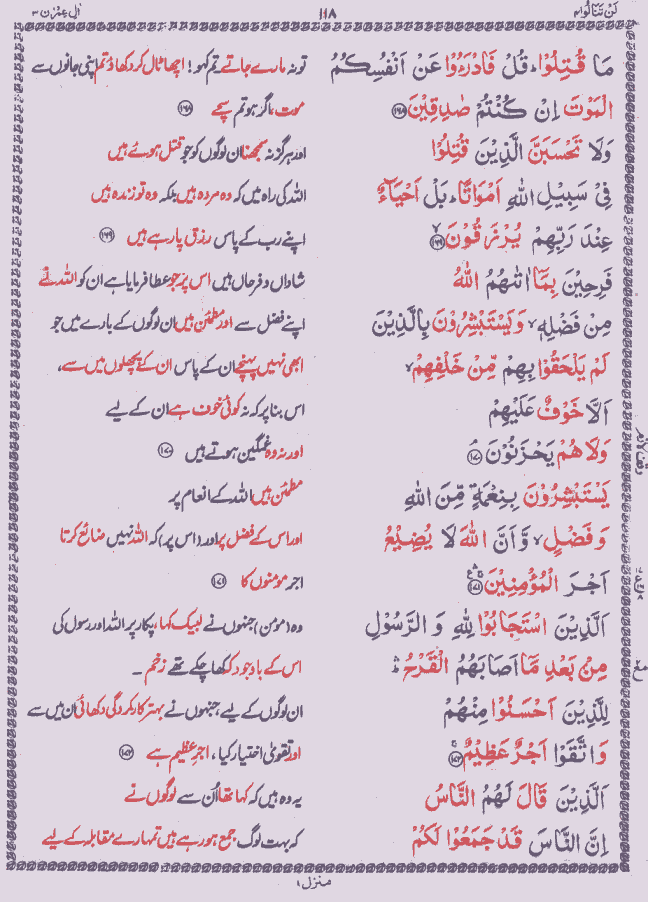 لَنْ تَنَالُوا۴ ۱۱۸ اٰلِ عِمْرٰن ۳
مَا قُتِلُوْا ؕ قُلْ فَادْرَءُوْا عَنْ اَنْفُسِكُمُ تو نہ مارے جاتے تم کہو! اچھا ٹال کر دکھا دو تم اپنی جانوں سے
الْمَوْتَ اِنْ كُنْتُمْ صٰدِقِیْنَ ﴿۱۶۸﴾ موت، اگر ہو تم سچے ﴿۱۶۸﴾
وَلَا تَحْسَبَنَّ الَّذِیْنَ قُتِلُوْا اور ہرگز نہ سمجھنا ان لوگوں کو جو قتل ہوئے ہیں
فِیْ سَبِیْلِ اللّٰهِ اَمْوَاتًا ؕ بَلْ اَحْیَآءٌ اللہ کی راہ میں کہ وہ مردہ ہیں بلکہ وہ تو زندہ ہیں
عِنْدَ رَبِّهِمْ یُرْزَقُوْنَ ﴿۱۶۹﴾ اپنے رب کے پاس رزق پا رہے ہیں ﴿۱۶۹﴾
فَرِحِیْنَ بِمَاۤ اٰتٰىهُمُ اللّٰهُ شاداں و فرحاں ہیں اس پر جو عطا فرمایا ہے ان کو اللہ نے
مِنْ فَضْلِهٖ ۙ وَیَسْتَبْشِرُوْنَ بِالَّذِیْنَ اپنے فضل سے اور مطمئن ہیں ان لوگوں کے بارے میں جو
لَمْ یَلْحَقُوْا بِهِمْ مِّنْ خَلْفِهِمْ ۙ ابھی نہیں پہنچے ان کے پاس ان کے پچھلوں میں سے،
اَلَّا خَوْفٌ عَلَیْهِمْ اس بنا پر کہ نہ کوئی خوف ہے ان کے لیے
وَلَا هُمْ یَحْزَنُوْنَ ﴿۱۷۰﴾ اور نہ وہ غمگین ہوتے ہیں ﴿۱۷۰﴾
یَسْتَبْشِرُوْنَ بِنِعْمَةٍ مِّنَ اللّٰهِ مطمئن ہیں اللہ کے انعام پر
وَفَضْلٍ ۙ وَّاَنَّ اللّٰهَ لَا یُضِیْعُ اور اس کے فضل پر اور (اس پر) کہ اللہ نہیں ضائع کرتا
اَجْرَ الْمُؤْمِنِیْنَ ﴿۱۷۱﴾ اجر مومنوں کا ﴿۱۷۱﴾
اَلَّذِیْنَ اسْتَجَابُوْا لِلّٰهِ وَ الرَّسُوْلِ وہ (مومن) جنہوں نے لبیک کہا، پکار پر اللہ اور رسول کی
مِنْۢ بَعْدِ مَاۤ اَصَابَهُمُ الْقَرْحُ ۛؕ اس کے باوجود کہ کھا چکے تھے زخم ۔
لِلَّذِیْنَ اَحْسَنُوْا مِنْهُمْ ان لوگوں کے لیے، جنہوں نے بہتر کارکردگی دکھائی ان میں سے
وَاتَّقَوْا اَجْرٌ عَظِیْمٌ ﴿۱۷۲﴾ اور تقویٰ اختیار کیا، اجرِ عظیم ہے ﴿۱۷۲﴾
اَلَّذِیْنَ قَالَ لَهُمُ النَّاسُ یہ وہ ہیں کہ کہا تھا اُن سے لوگوں نے
اِنَّ النَّاسَ قَدْ جَمَعُوْا لَكُمْ کہ بہت لوگ جمع ہو رہے ہیں تمہارے مقابلہ کے لیے
منزل ۱